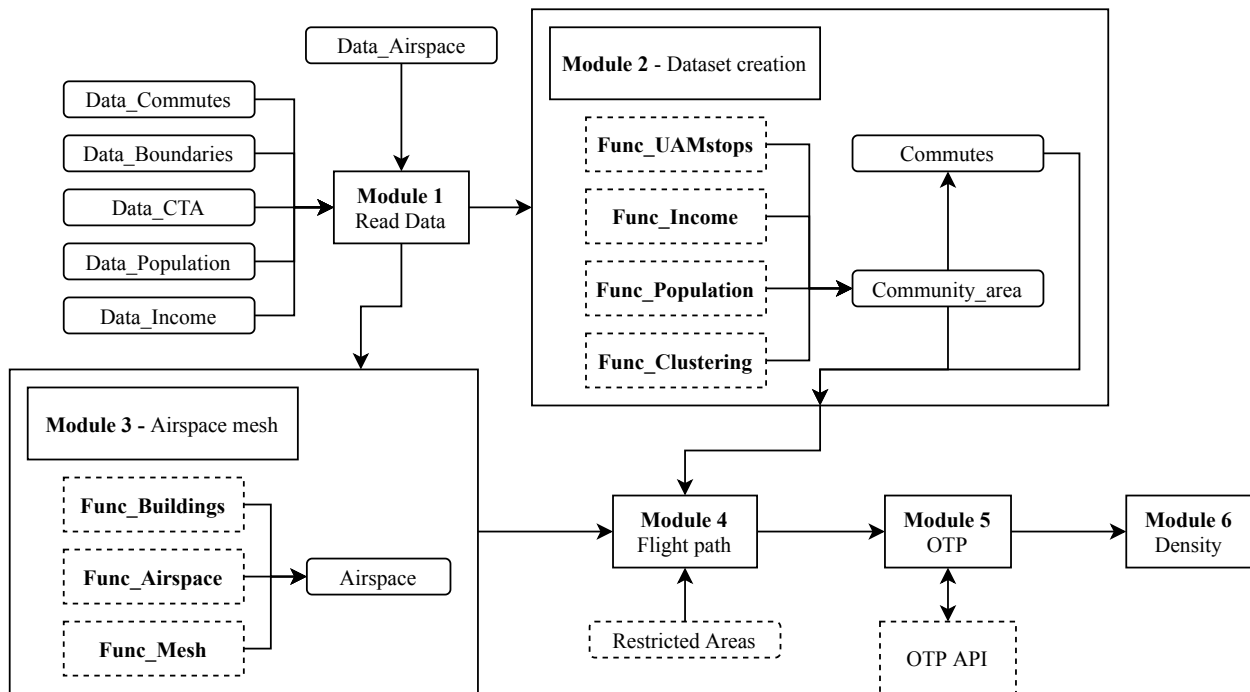 Data_Airspace
Data_Commutes
Data_Boundaries
Data_CTA
Data_Population
Data_Income
Module 1
Read Data
Module 2 - Dataset creation
Func_UAMstops
Func_Income
Func_Population
Func_Clustering
Commutes
Community_area
Module 3 - Airspace mesh
Func_Buildings
Func_Airspace
Func_Mesh
Airspace
Module 4
Flight path
Restricted Areas
Module 5
OTP
OTP API
Module 6
Density